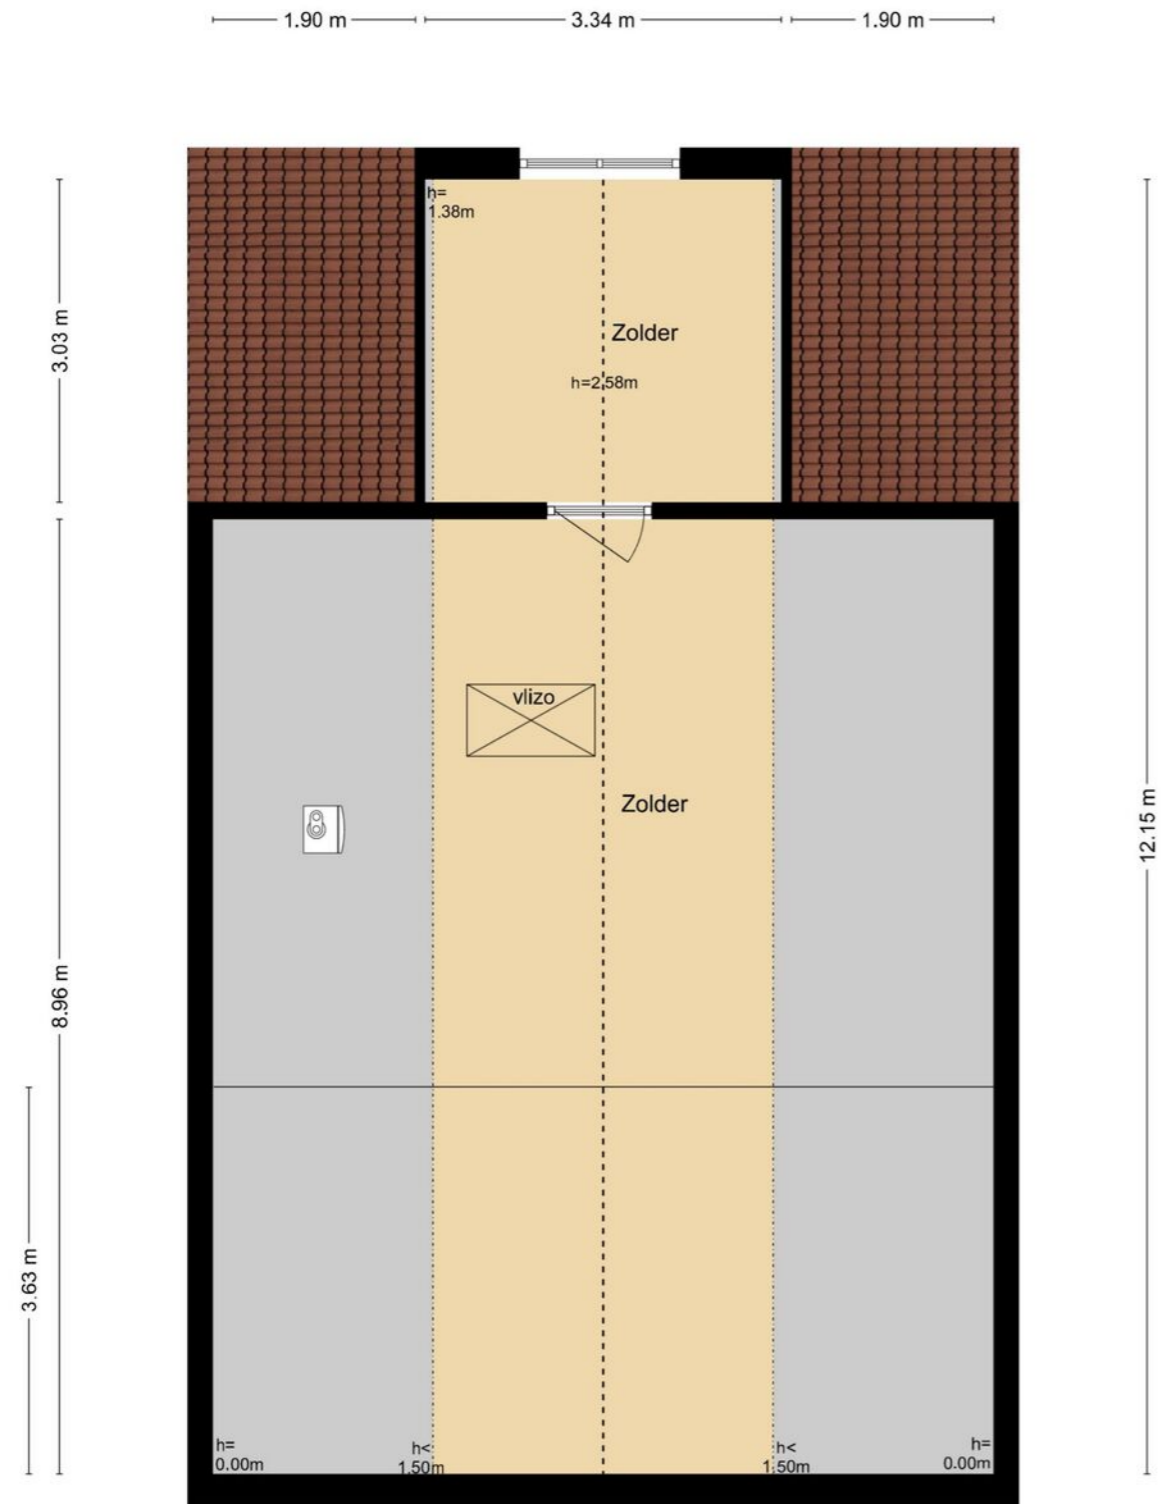 1.90 m
3.34 m
1.90 m
h=
1.38m
3.03 m
Zolder
h=2.58m
vlizo
Zolder
12.15 m
8.96 m
3.63 m
h=
0.00m
h<
1.50m
h<
1.50m
h=
0.00m